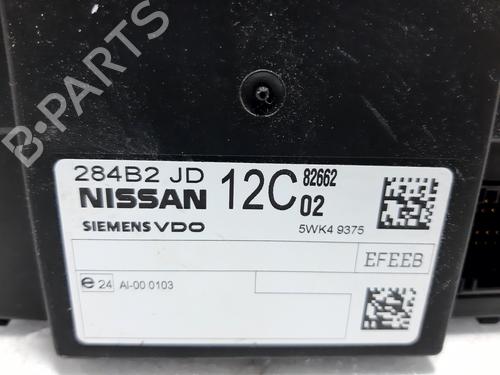 B-PARTS
284B2 JD
NISSAN
12C
82662
02
SIEMENS VDO
5WK4 9375
EFEEB
e 24 AI-00 0103